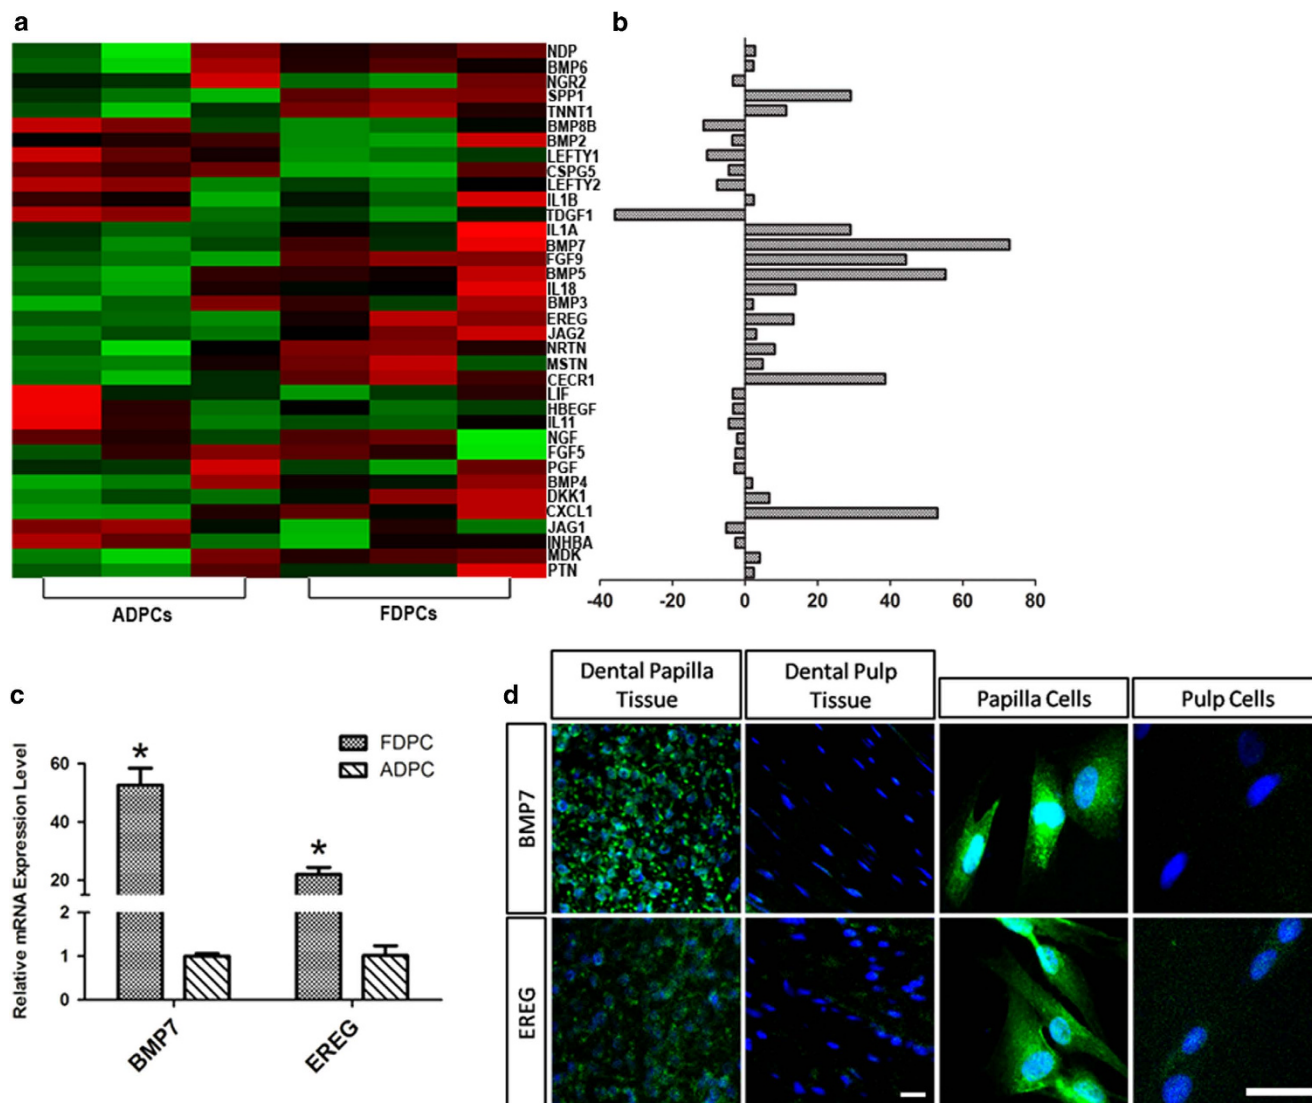 a
b
NDP
BMP6
NGR2
SPP1
TNNT1
BMP8B
BMP2
LEFTY1
CSPG5
LEFTY2
IL1B
TDGF1
IL1A
BMP7
FGF9
BMP5
IL18
BMP3
EREG
JAG2
NRTN
MSTN
CECR1
LIF
HBEGF
IL11
NGF
FGF5
PGF
BMP4
DKK1
CXCL1
JAG1
INHBA
MDK
PTN
ADPCs
FDPCs
-40 -20 0 20 40 60 80
c
Relative mRNA Expression Level
60
40
20
2
1
0
*
*
FDPC
ADPC
BMP7
EREG
d
Dental Papilla
Tissue
Dental Pulp
Tissue
Papilla Cells
Pulp Cells
BMP7
EREG